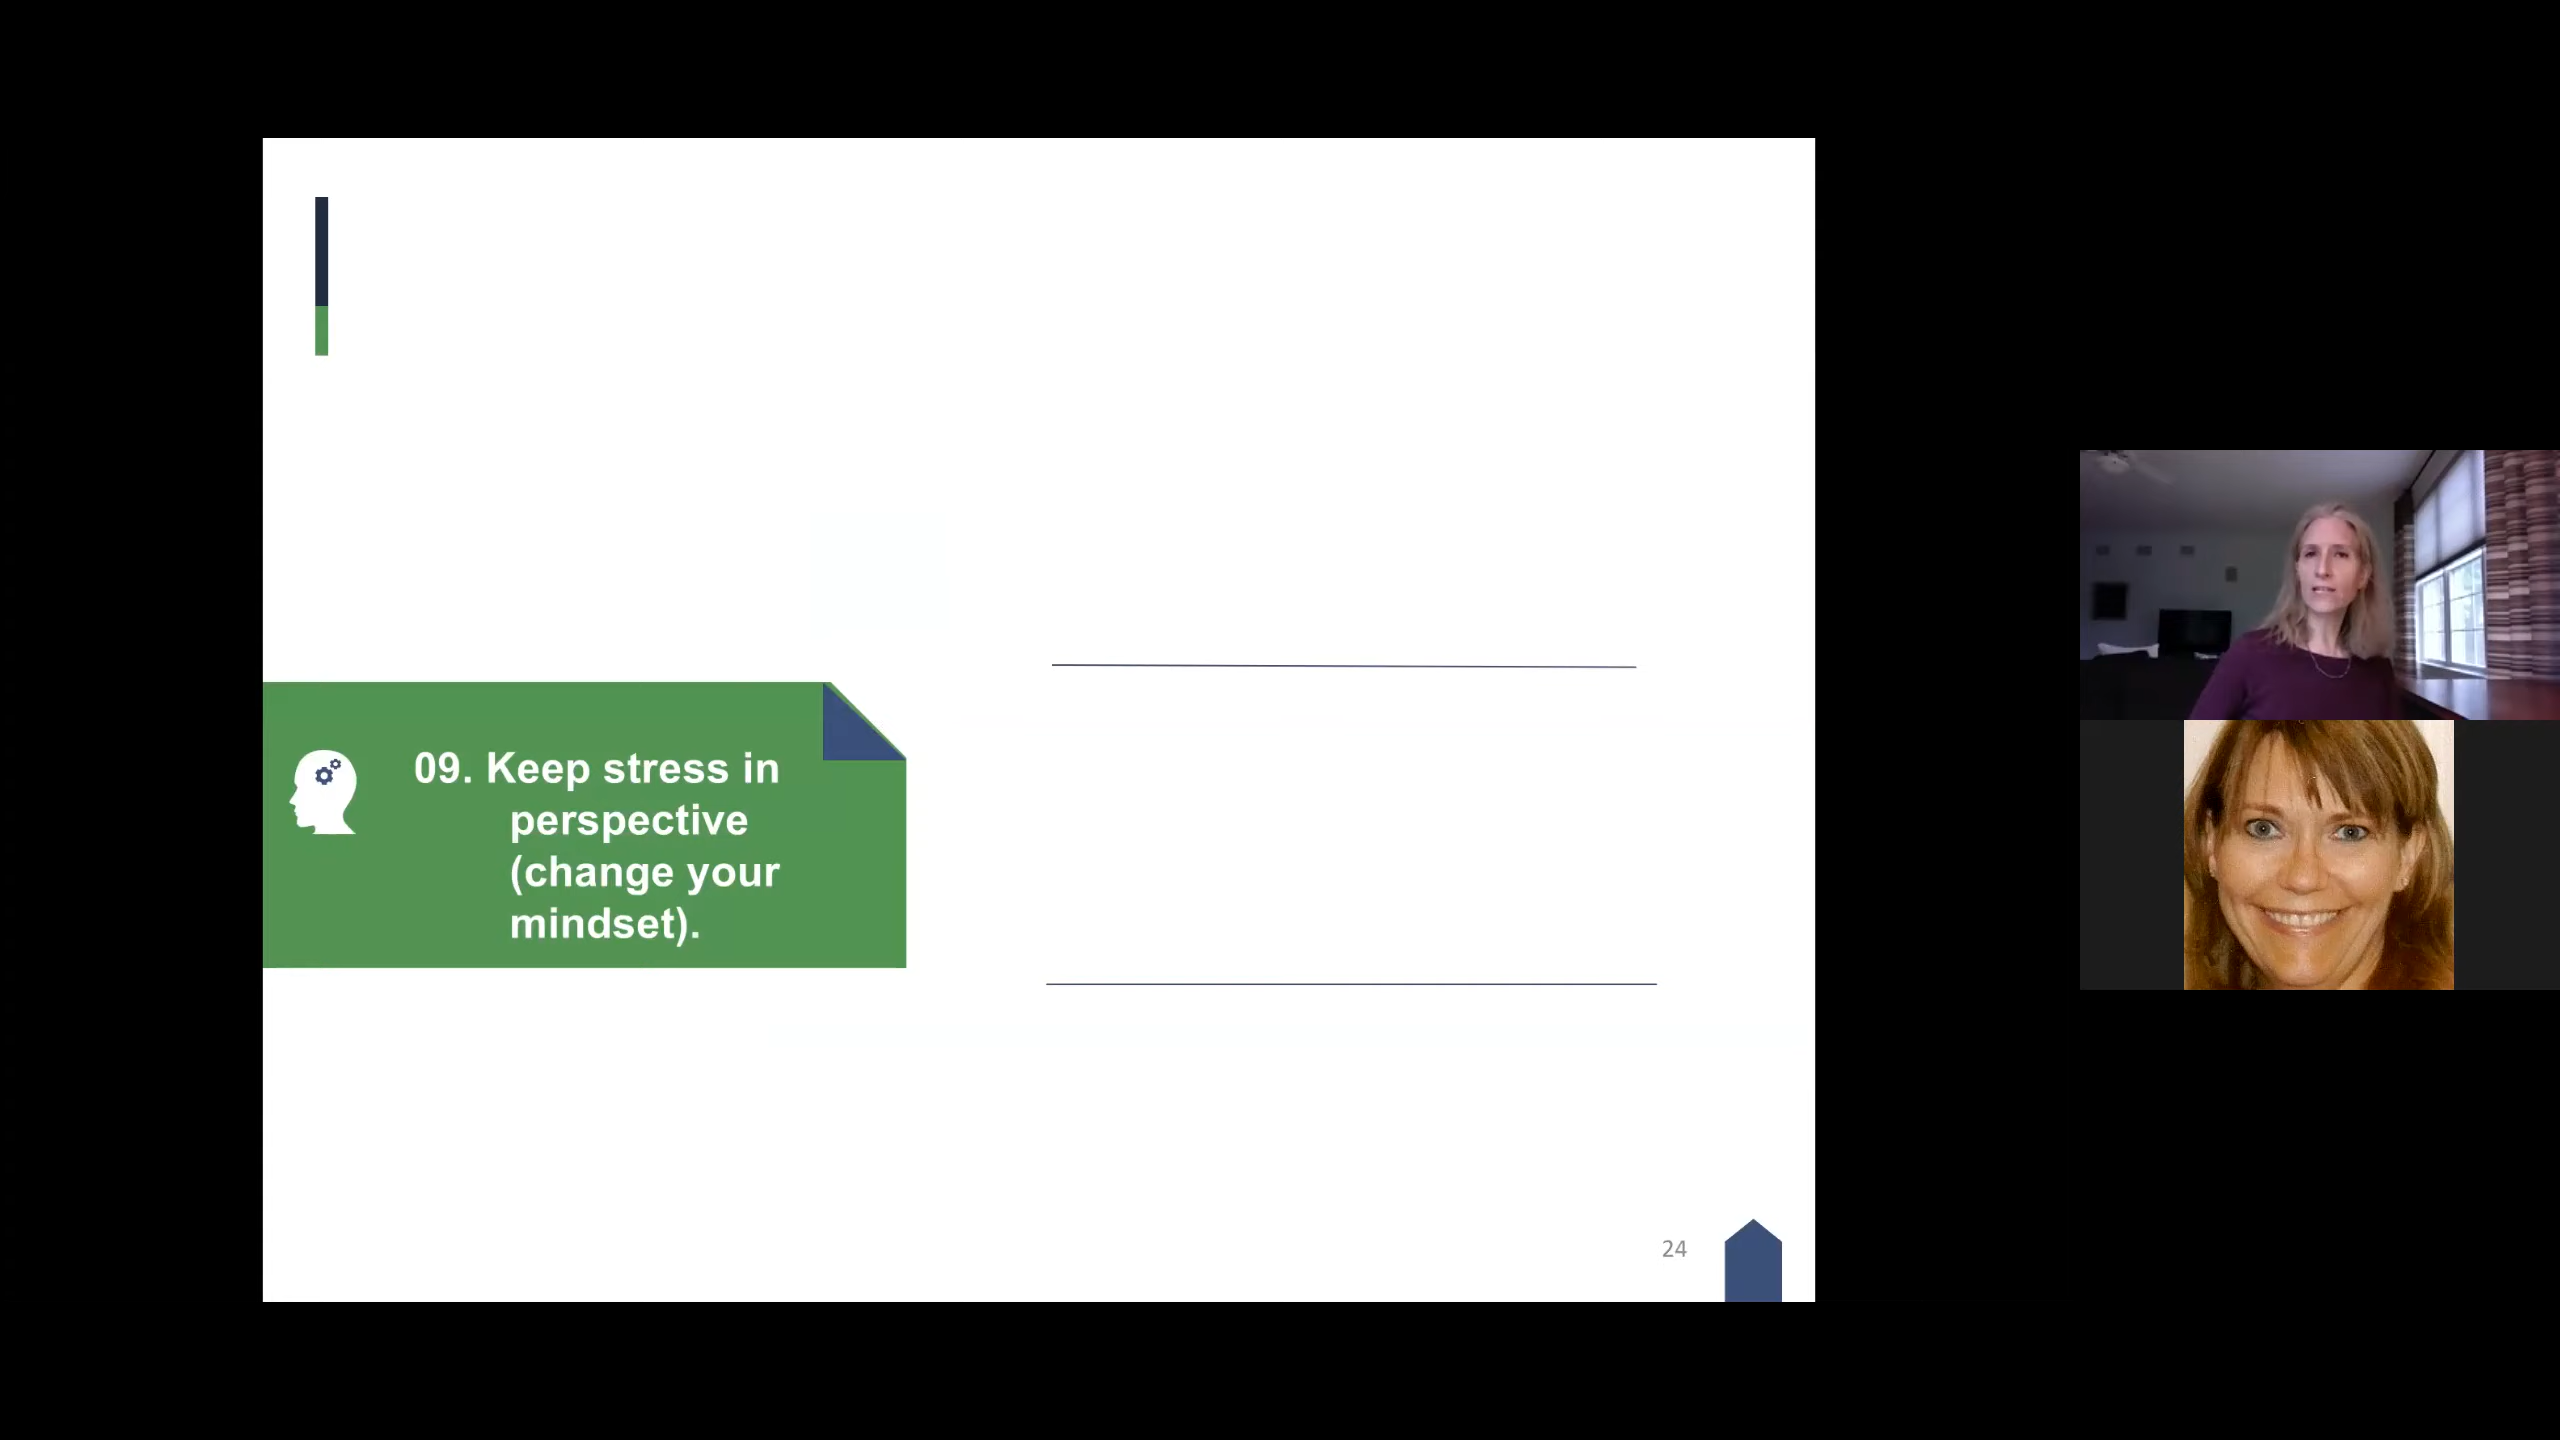 09. Keep stress in
perspective
(change your
mindset).
24